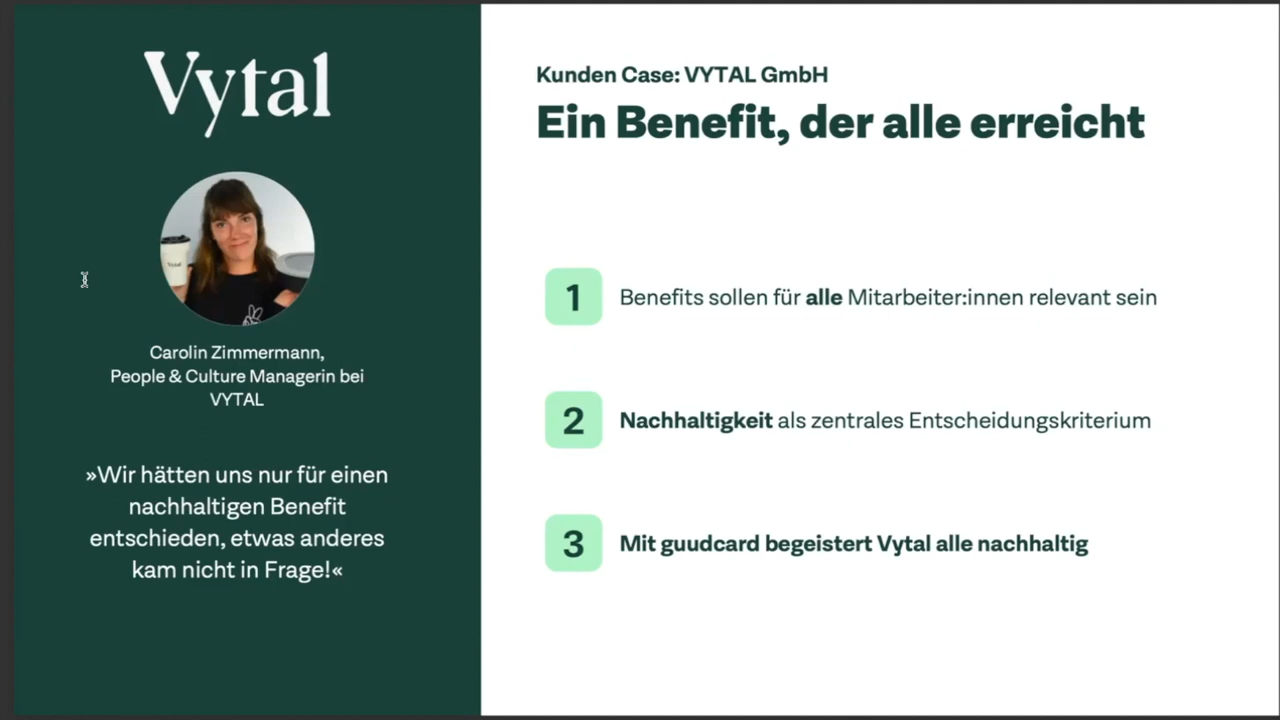 Vytal
Carolin Zimmermann,
People & Culture Managerin bei
VYTAL
»Wir hätten uns nur für einen
nachhaltigen Benefit
entschieden, etwas anderes
kam nicht in Frage!«
Kunden Case: VYTAL GmbH
Ein Benefit, der alle erreicht
1 Benefits sollen für alle Mitarbeiter:innen relevant sein
2 Nachhaltigkeit als zentrales Entscheidungskriterium
3 Mit guudcard begeistert Vytal alle nachhaltig